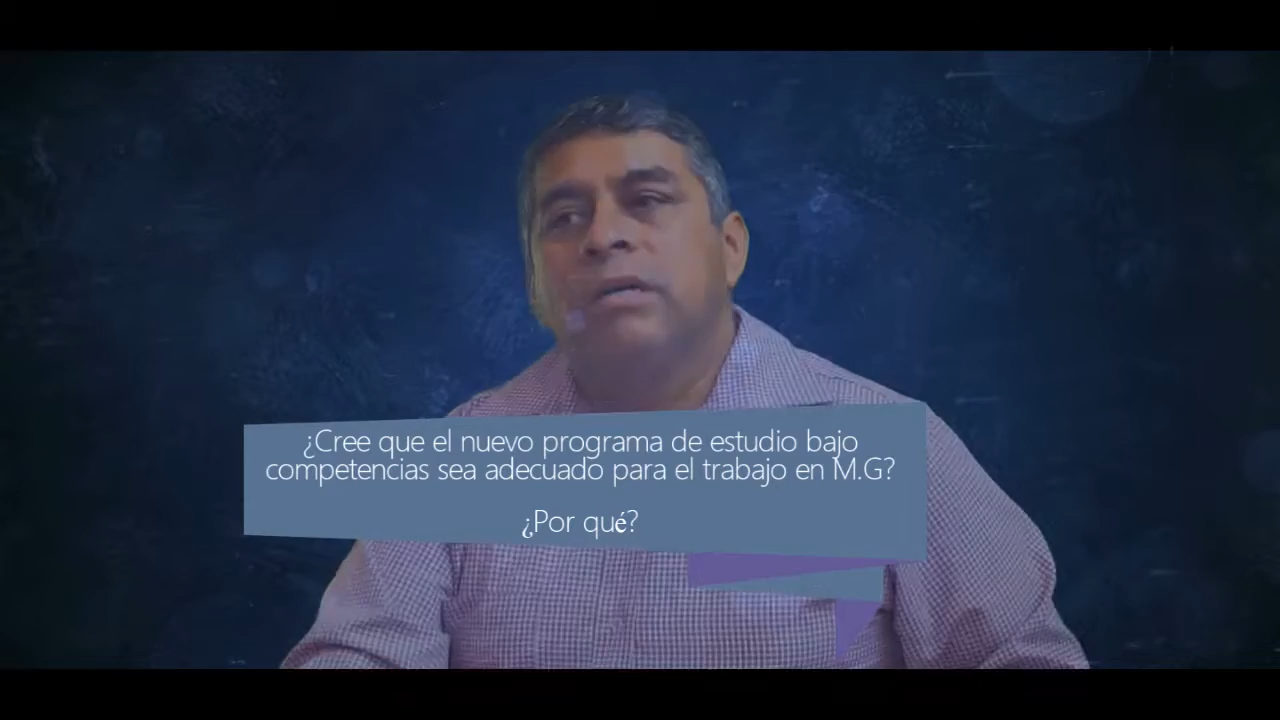 ¿Cree que el nuevo programa de estudio bajo
competencias sea adecuado para el trabajo en M.G?
¿Por qué?